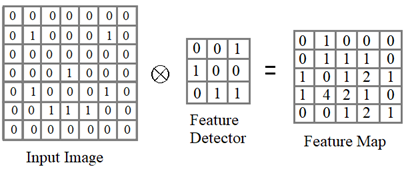 0 0 0 0 0 0 0
0 1 0 0 0 1 0
0 0 0 0 0 0 0
0 0 0 1 0 0 0
0 1 0 0 0 1 0
0 0 1 1 1 0 0
0 0 0 0 0 0 0
Input Image
⊗
0 0 1
1 0 0
0 1 1
Feature
Detector
=
0 1 0 0 0
0 1 1 1 0
1 0 1 2 1
1 4 2 1 0
0 0 1 2 1
Feature Map